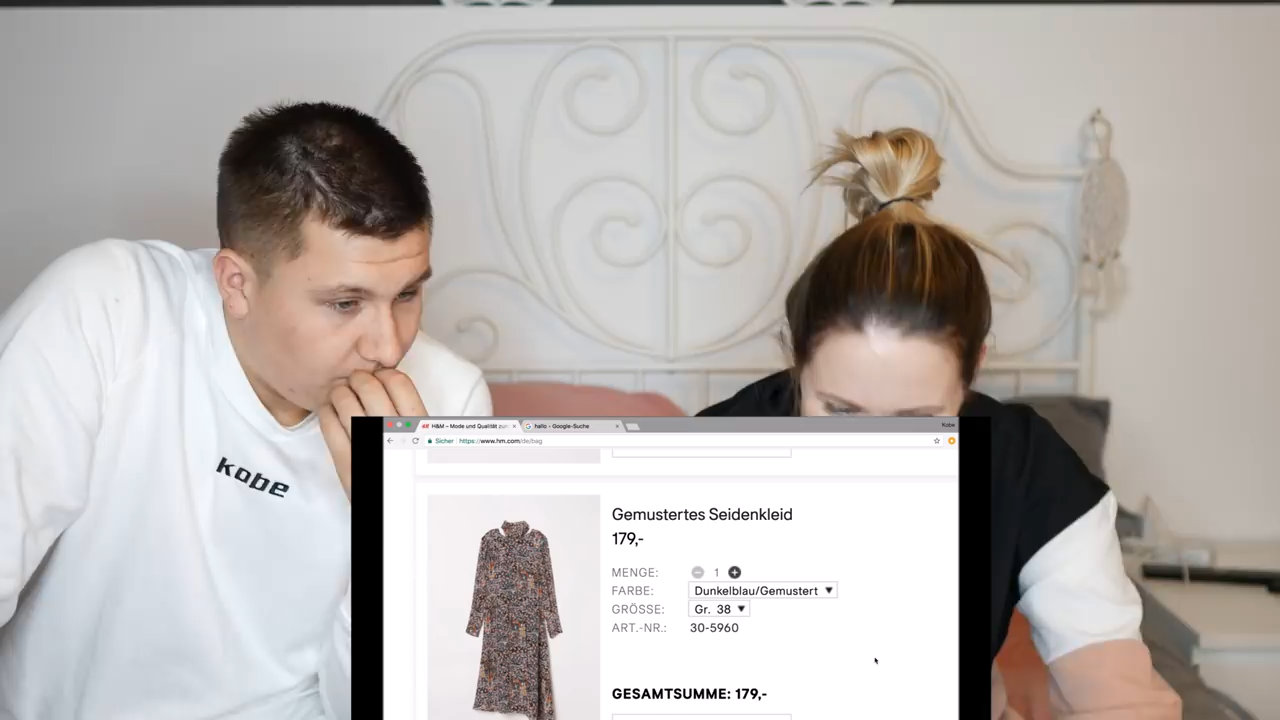 kobe
H&M – Mode und Qualität zum
hallo - Google-Suche
Kobe
Sicher
https://www.hm.com/de/bag
Gemustertes Seidenkleid
179,-
MENGE: 1
FARBE: Dunkelblau/Gemustert
GRÖSSE: Gr. 38
ART.-NR.: 30-5960
GESAMTSUMME: 179,-